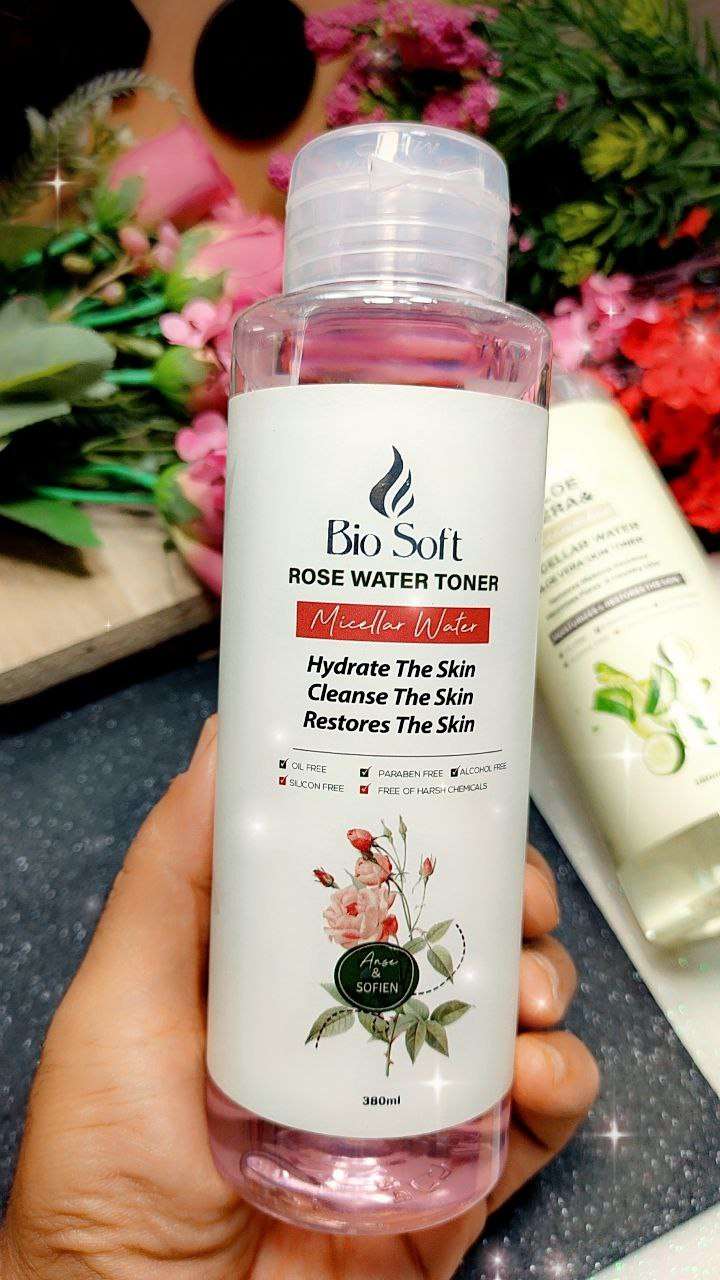 Bio Soft
ROSE WATER TONER
Micellar Water
Hydrate The Skin
Cleanse The Skin
Restores The Skin
OIL FREE PARABEN FREE ALCOHOL FREE
SILICON FREE FREE OF HARSH CHEMICALS
Anse
&
SOFIEN
380ml